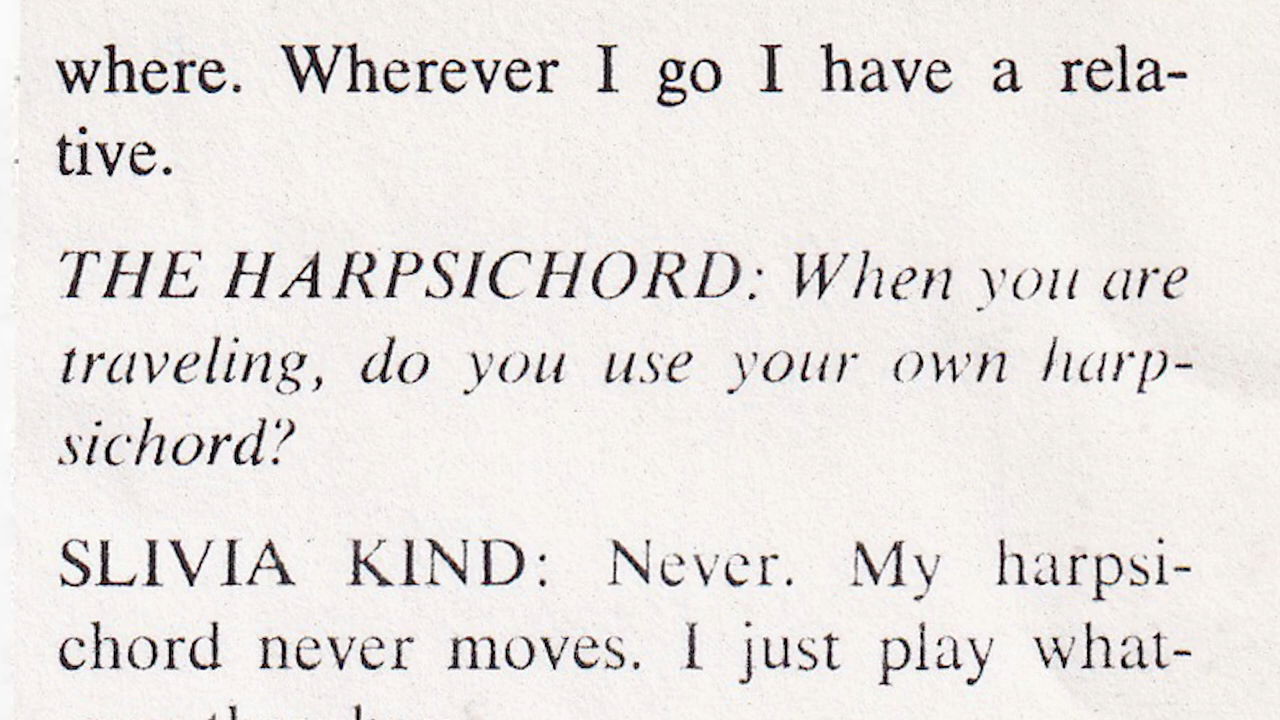 where. Wherever I go I have a rela-
tive.
THE HARPSICHORD: When you are
traveling, do you use your own harp-
sichord?
SLIVIA KIND: Never. My harpsi-
chord never moves. I just play what-